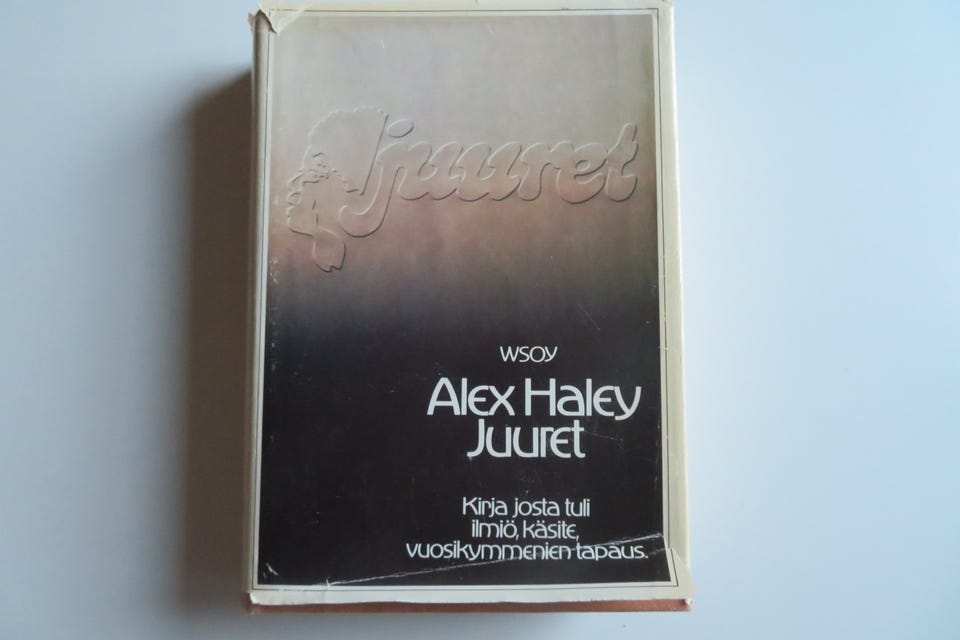 juuret
WSOY
Alex Haley
Juuret
Kirja josta tuli
ilmiö, käsite,
vuosikymmenien tapaus.